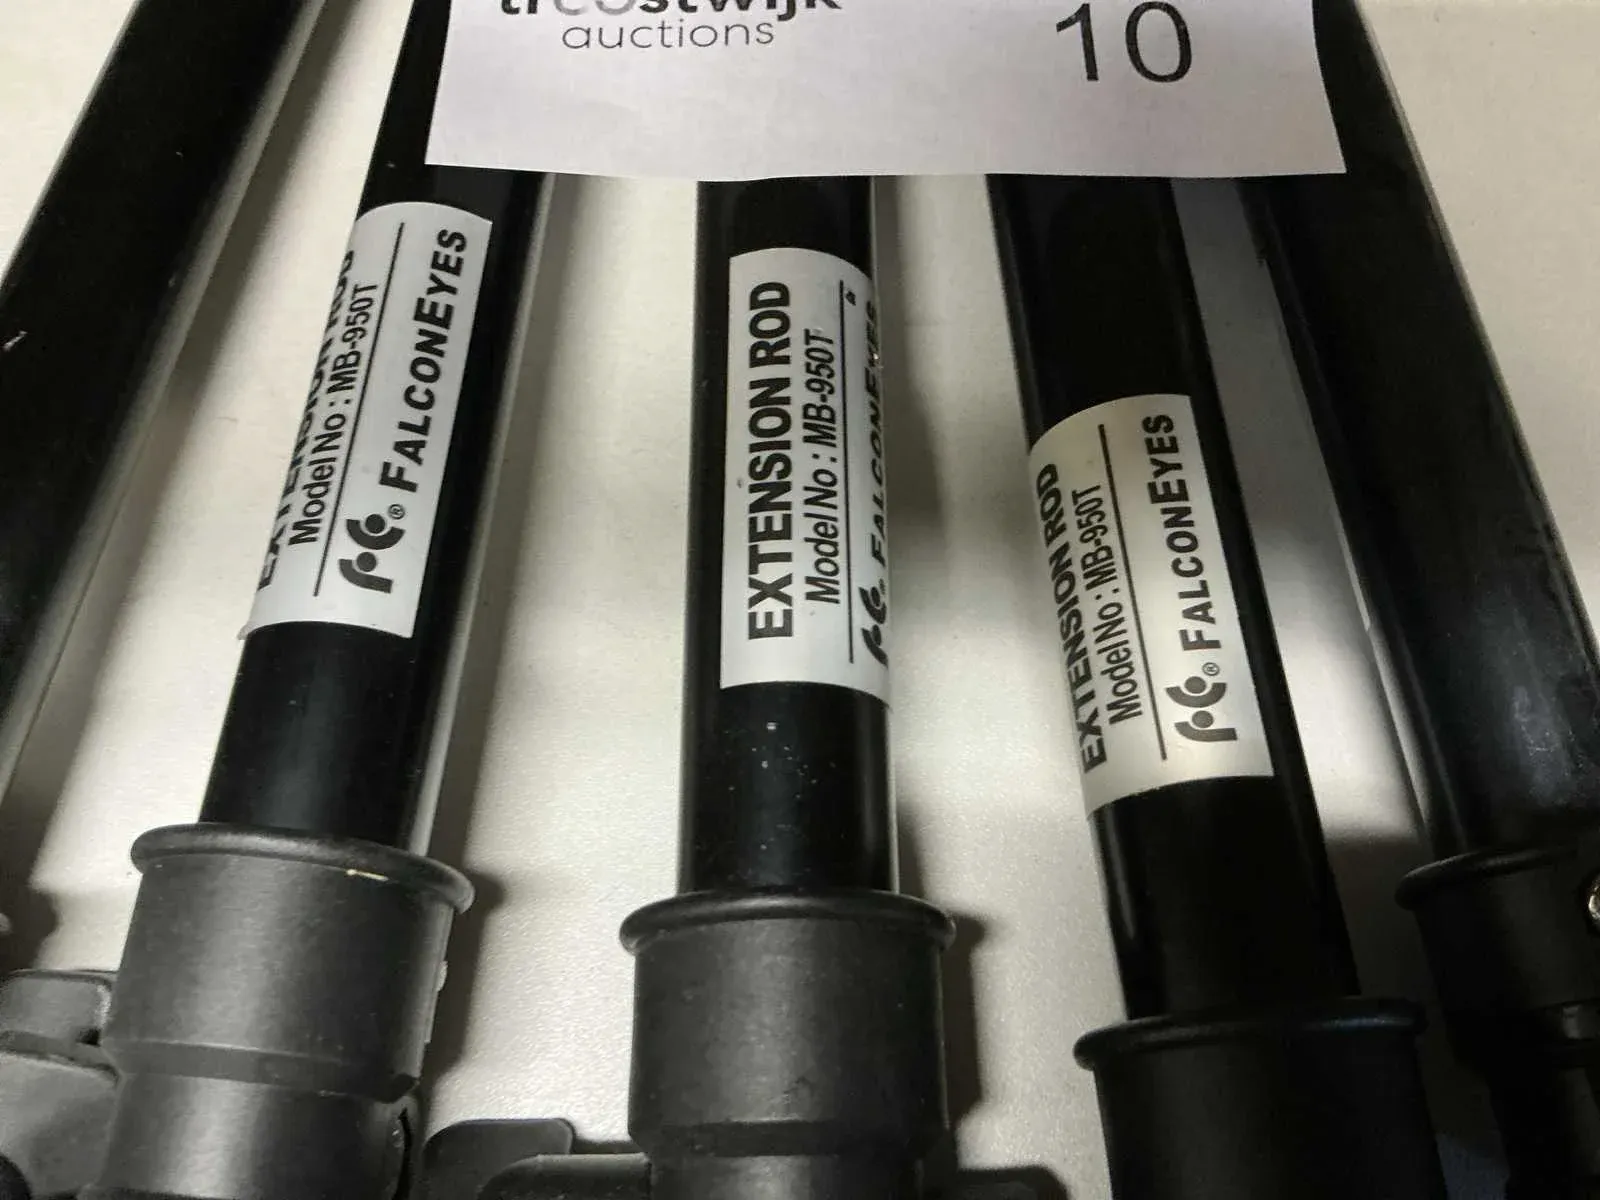 troostwijk
auctions
10
EXTENSION ROD
Model No : MB-950T
® FALCONEYES
EXTENSION ROD
Model No : MB-950T
® FALCONEYES
EXTENSION ROD
Model No : MB-950T
® FALCONEYES